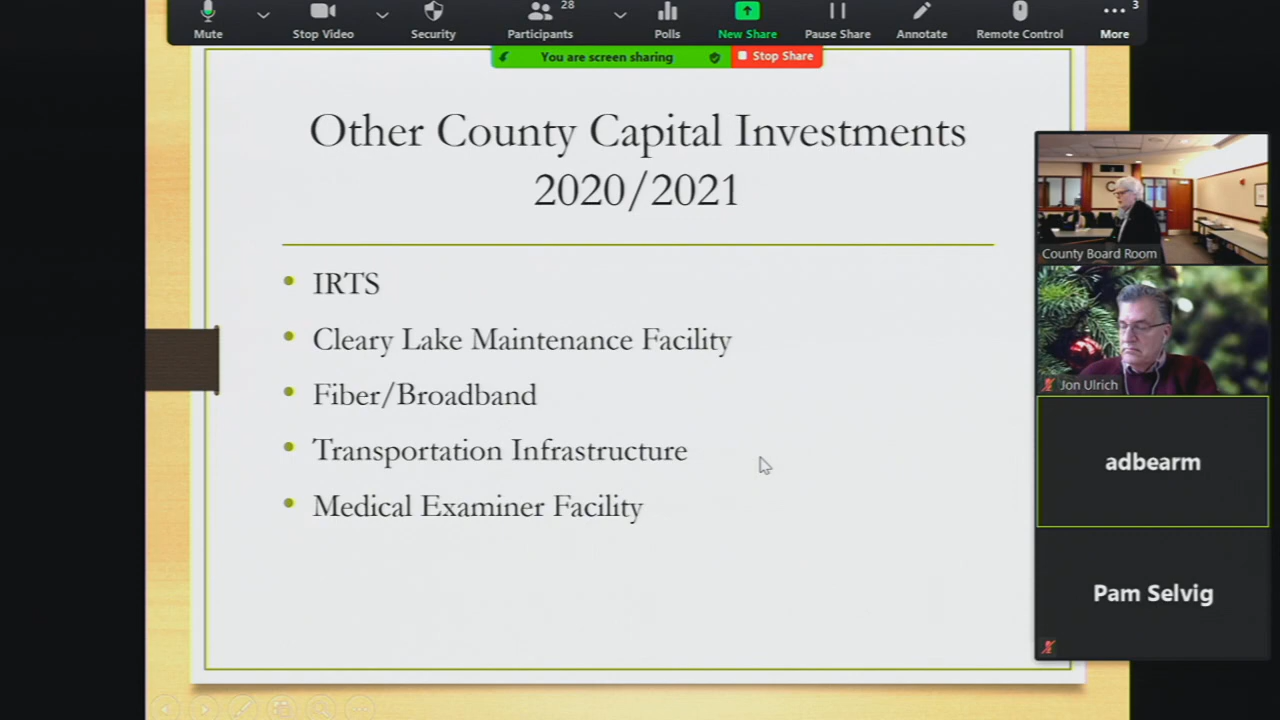 Mute
Stop Video
Security
28
Participants
Polls
New Share
Pause Share
Annotate
Remote Control
3
More
You are screen sharing
Stop Share
Other County Capital Investments
2020/2021
• IRTS
• Cleary Lake Maintenance Facility
• Fiber/Broadband
• Transportation Infrastructure
• Medical Examiner Facility
County Board Room
Jon Ulrich
adbearm
Pam Selvig